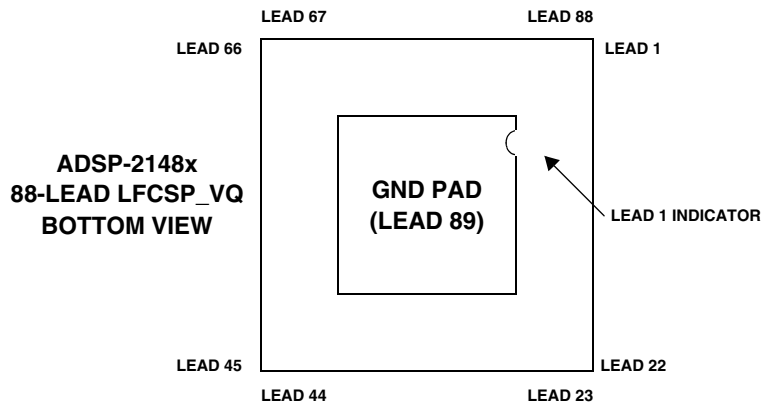 LEAD 67
LEAD 88
LEAD 66
LEAD 1
ADSP-2148x
88-LEAD LFCSP_VQ
BOTTOM VIEW
GND PAD
(LEAD 89)
LEAD 1 INDICATOR
LEAD 45
LEAD 22
LEAD 44
LEAD 23